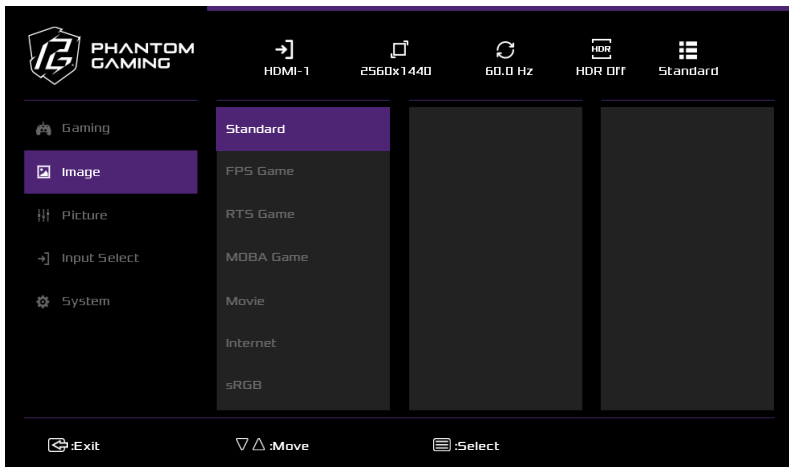 PHANTOM
GAMING
HDMI-1
2560x1440
60.0 Hz
HDR
HDR Off
Standard
Gaming
Image
Picture
Input Select
System
Standard
FPS Game
RTS Game
MOBA Game
Movie
Internet
sRGB
:Exit
:Move
:Select